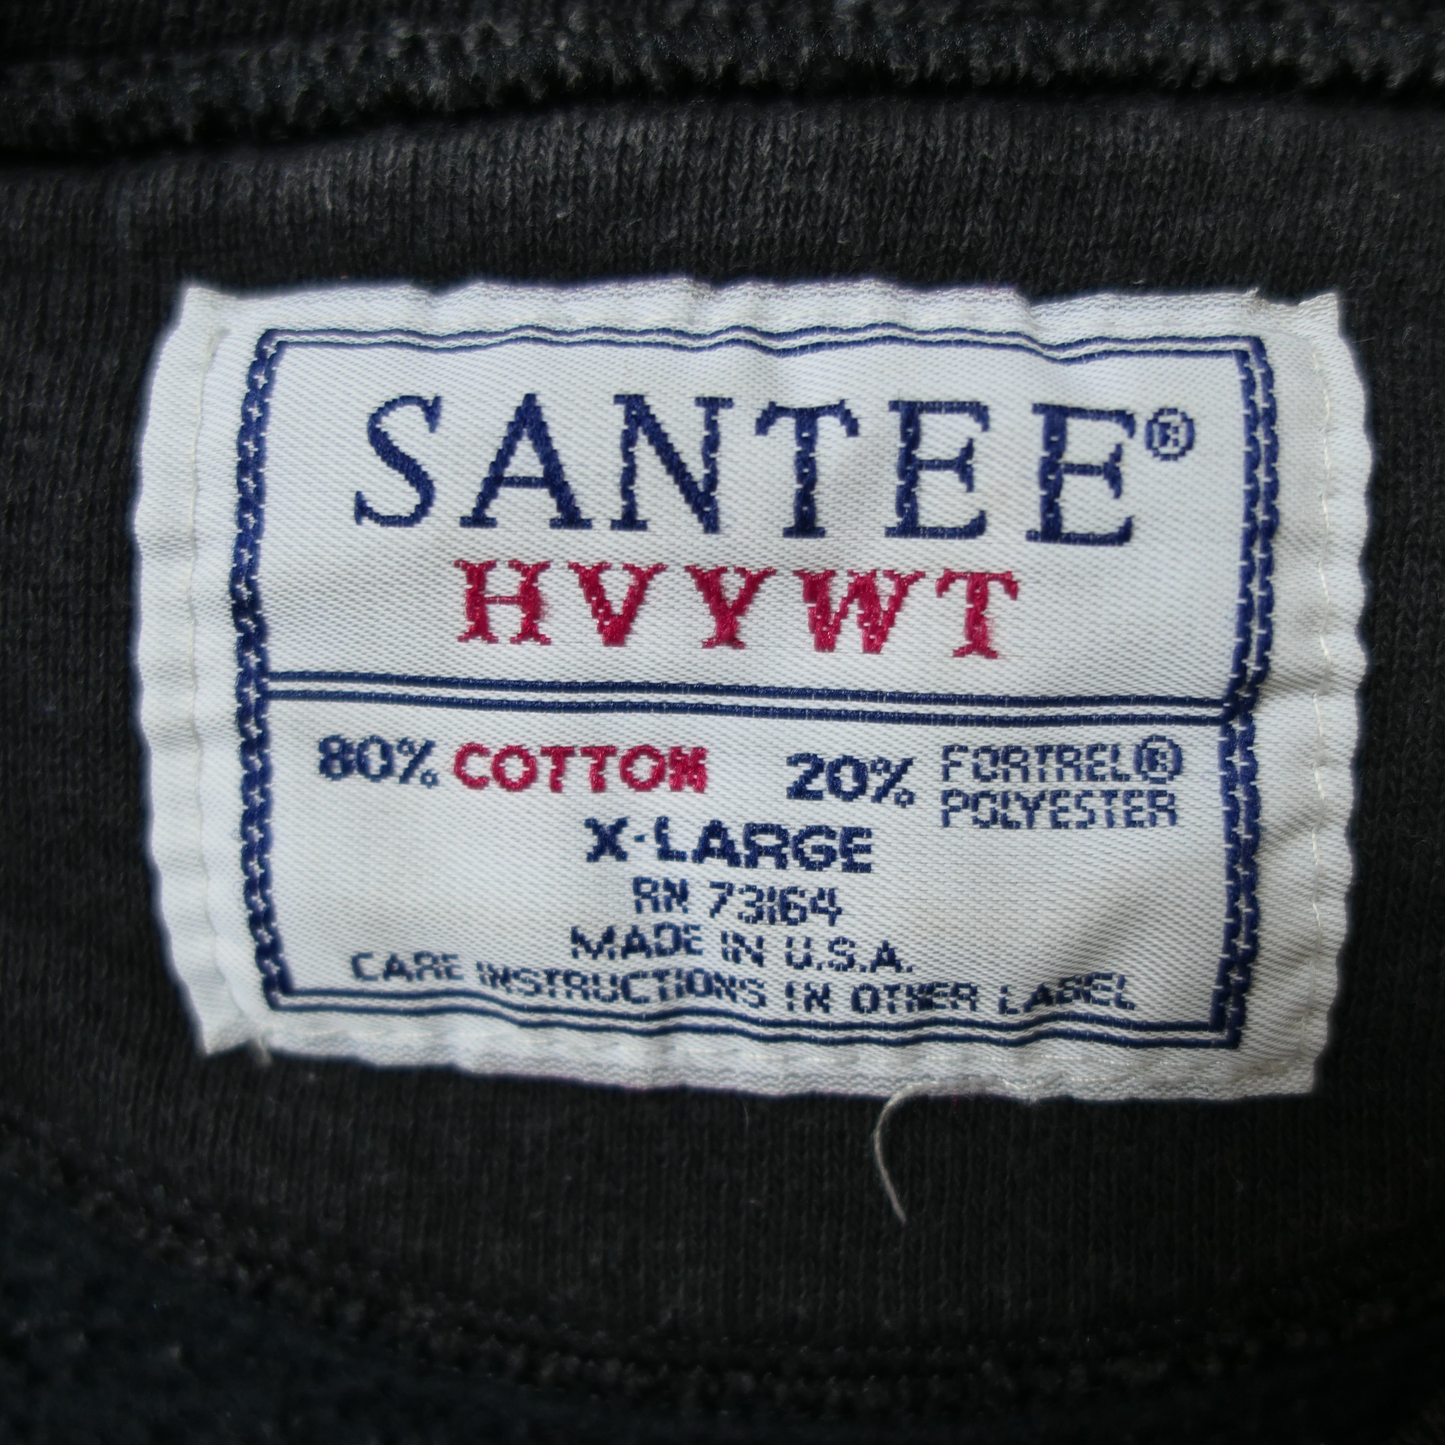 SANTEE®
HVYWT
80% COTTON 20% FORTREL®
POLYESTER
X-LARGE
RN 73164
MADE IN U.S.A.
CARE INSTRUCTIONS IN OTHER LABEL